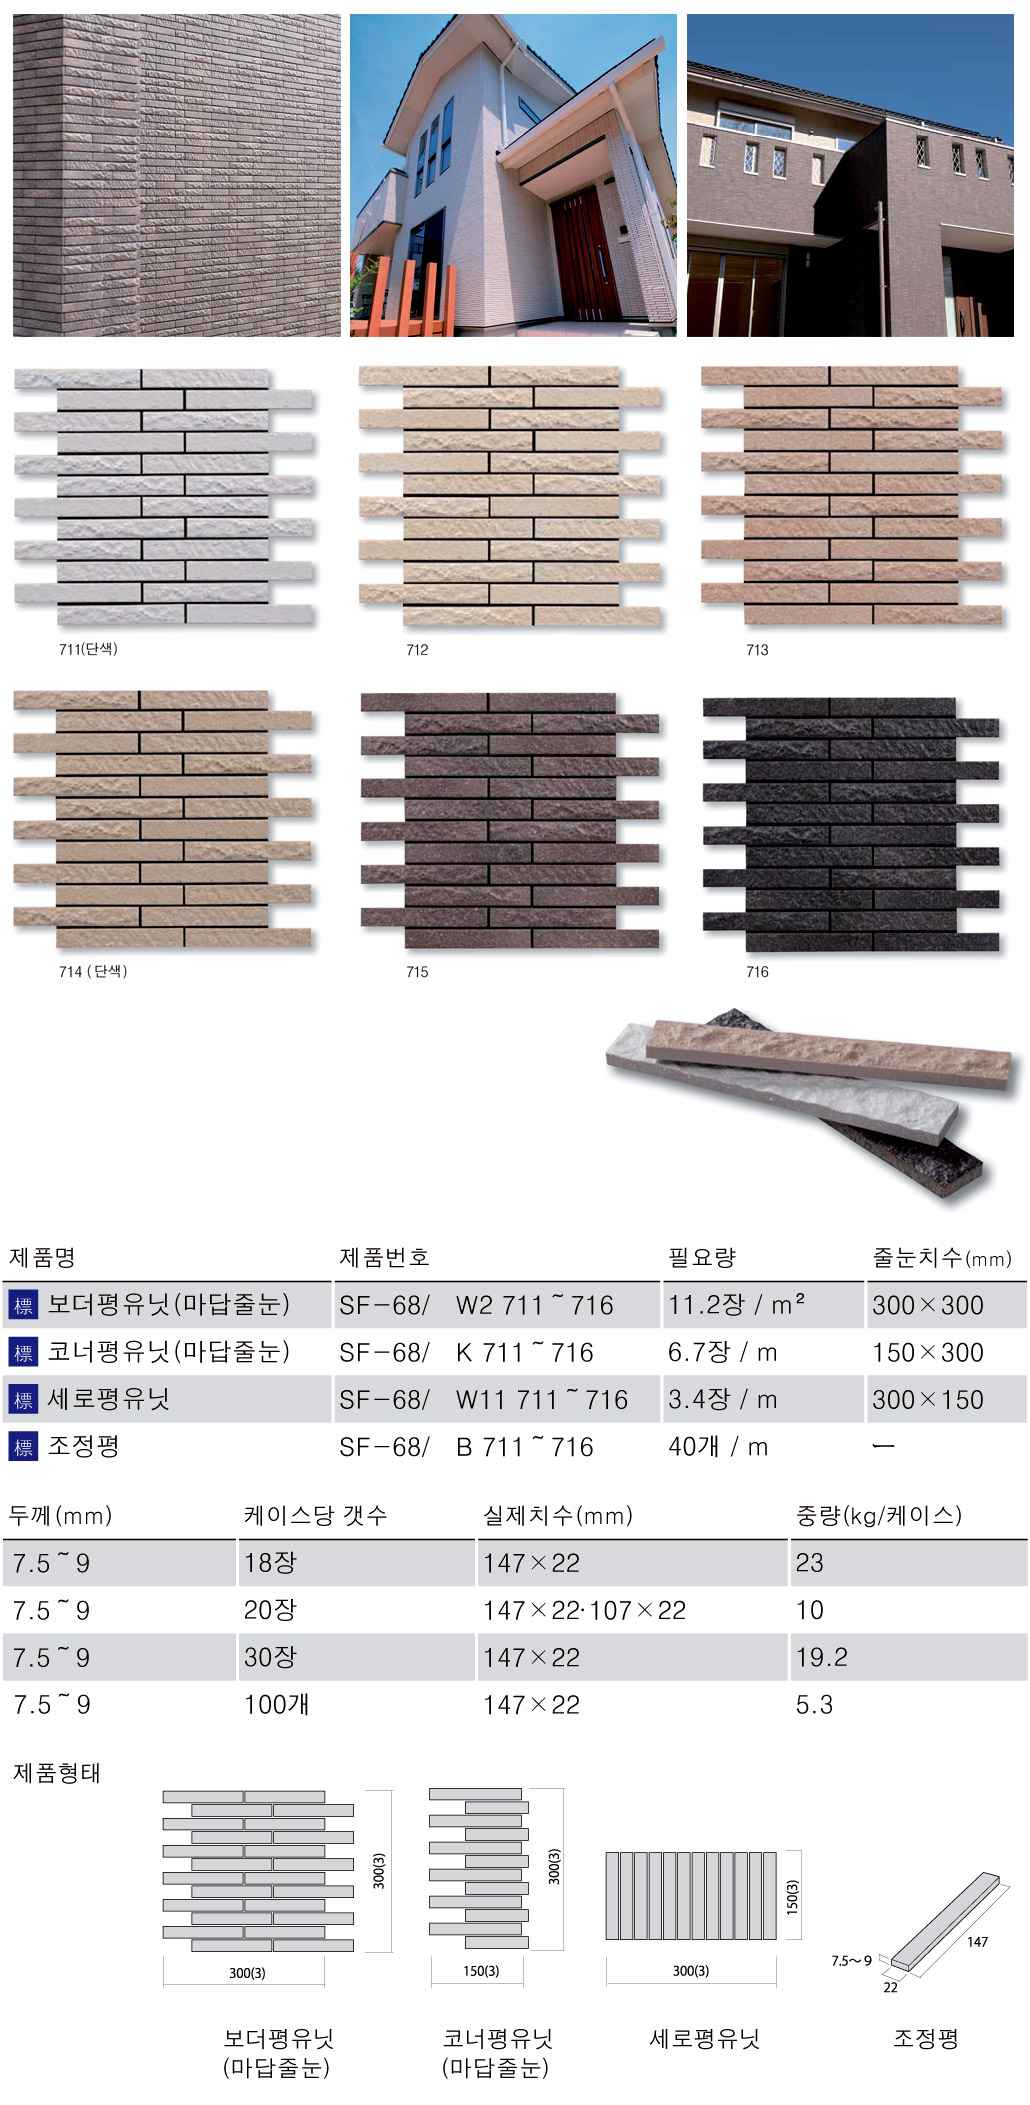 711(단색)
712
713
714 ( 단색)
715
716
제품명 제품번호 필요량 줄눈치수(mm)
標 보더평유닛(마답줄눈) SF-68/ W2 711 ~ 716 11.2장 / m² 300×300
標 코너평유닛(마답줄눈) SF-68/ K 711 ~ 716 6.7장 / m 150×300
標 세로평유닛 SF-68/ W11 711 ~ 716 3.4장 / m 300×150
標 조정평 SF-68/ B 711 ~ 716 40개 / m ー
두께(mm) 케이스당 갯수 실제치수(mm) 중량(kg/케이스)
7.5 ~ 9 18장 147×22 23
7.5 ~ 9 20장 147×22·107×22 10
7.5 ~ 9 30장 147×22 19.2
7.5 ~ 9 100개 147×22 5.3
제품형태
300(3)
300(3)
보더평유닛
(마답줄눈)
300(3)
150(3)
코너평유닛
(마답줄눈)
150(3)
300(3)
세로평유닛
7.5～9
147
22
조정평